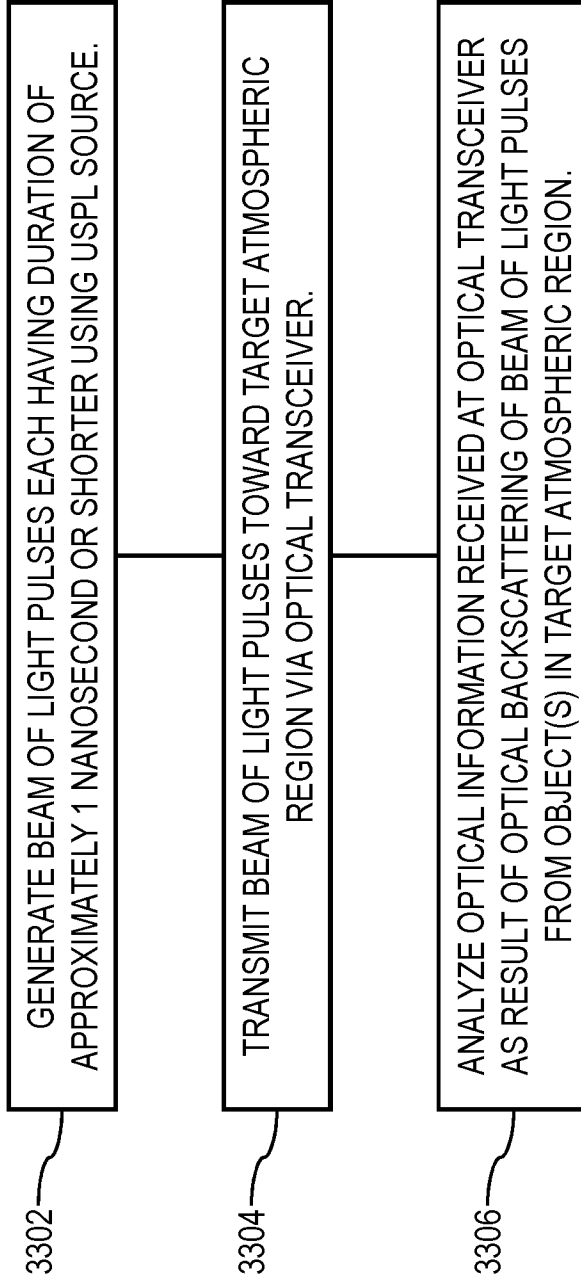 3302
GENERATE BEAM OF LIGHT PULSES EACH HAVING DURATION OF
APPROXIMATELY 1 NANOSECOND OR SHORTER USING USPL SOURCE.
3304
TRANSMIT BEAM OF LIGHT PULSES TOWARD TARGET ATMOSPHERIC
REGION VIA OPTICAL TRANSCEIVER.
3306
ANALYZE OPTICAL INFORMATION RECEIVED AT OPTICAL TRANSCEIVER
AS RESULT OF OPTICAL BACKSCATTERING OF BEAM OF LIGHT PULSES
FROM OBJECT(S) IN TARGET ATMOSPHERIC REGION.